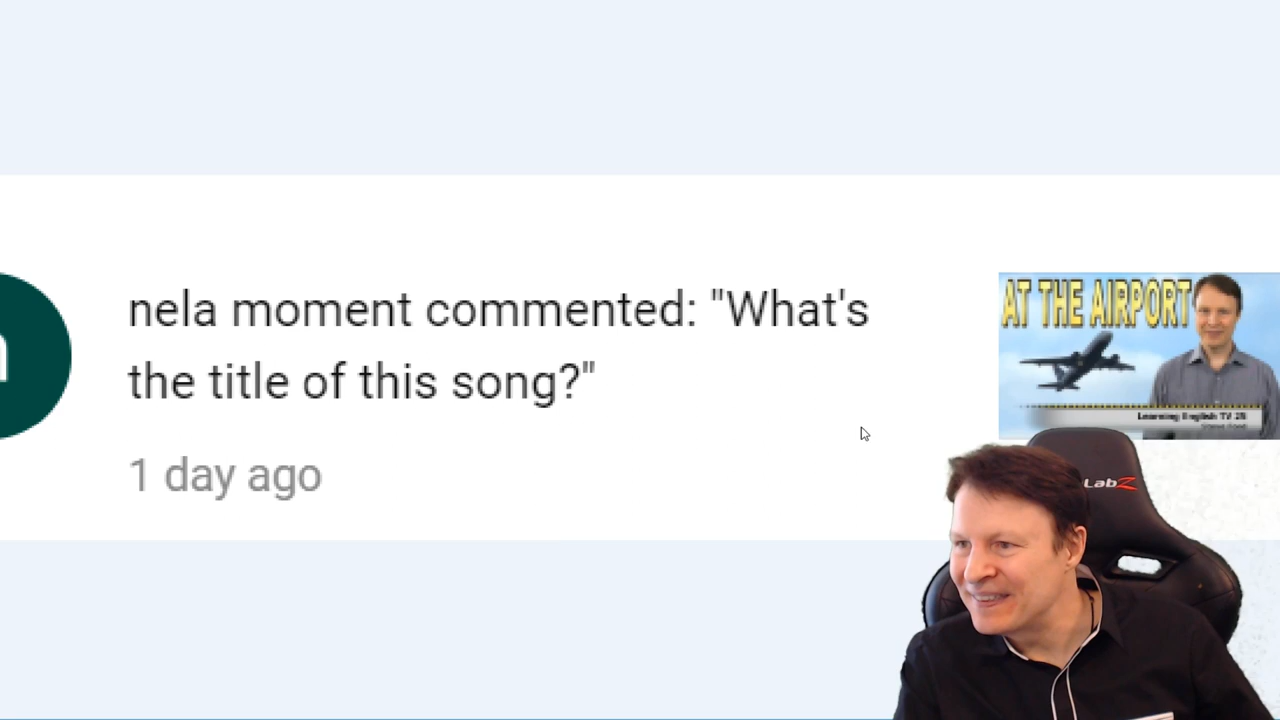 nela moment commented: "What's
the title of this song?"
1 day ago
AT THE AIRPORT
Learning English TV 25
LabZ